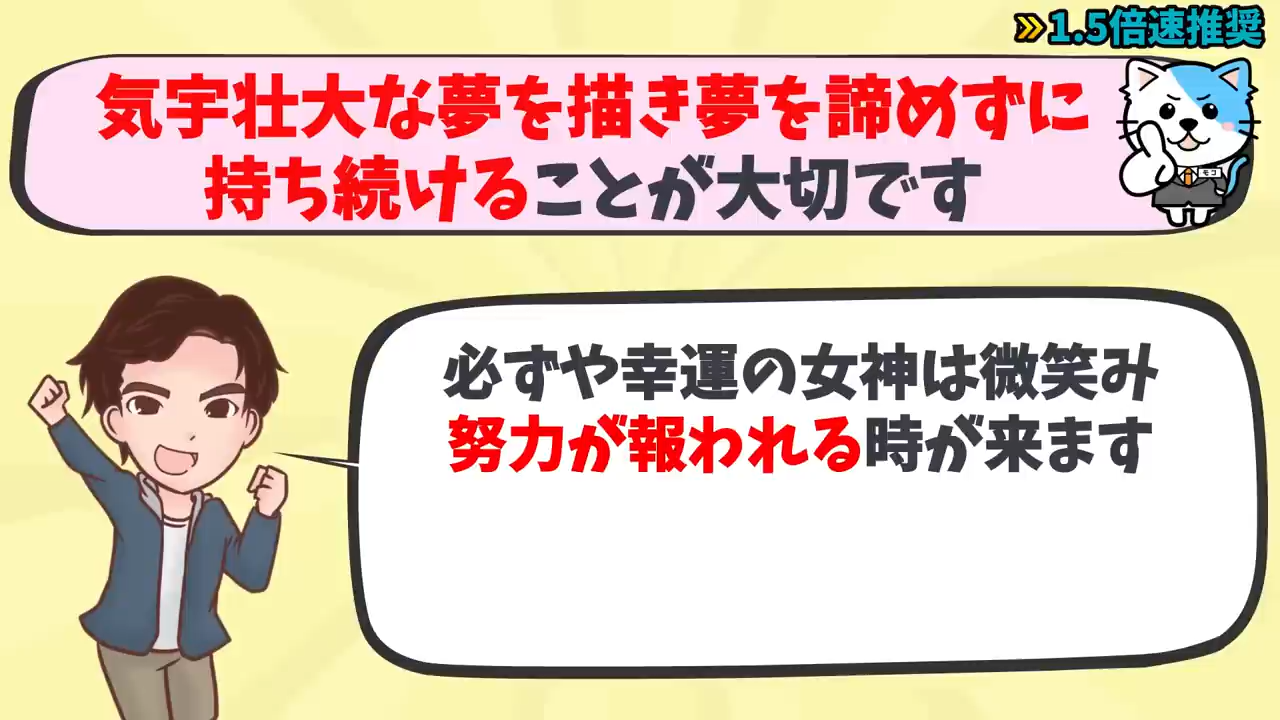 1.5倍速推奨
気宇壮大な夢を描き夢を諦めずに
持ち続けることが大切です
モコ
必ずや幸運の女神は微笑み
努力が報われる時が来ます